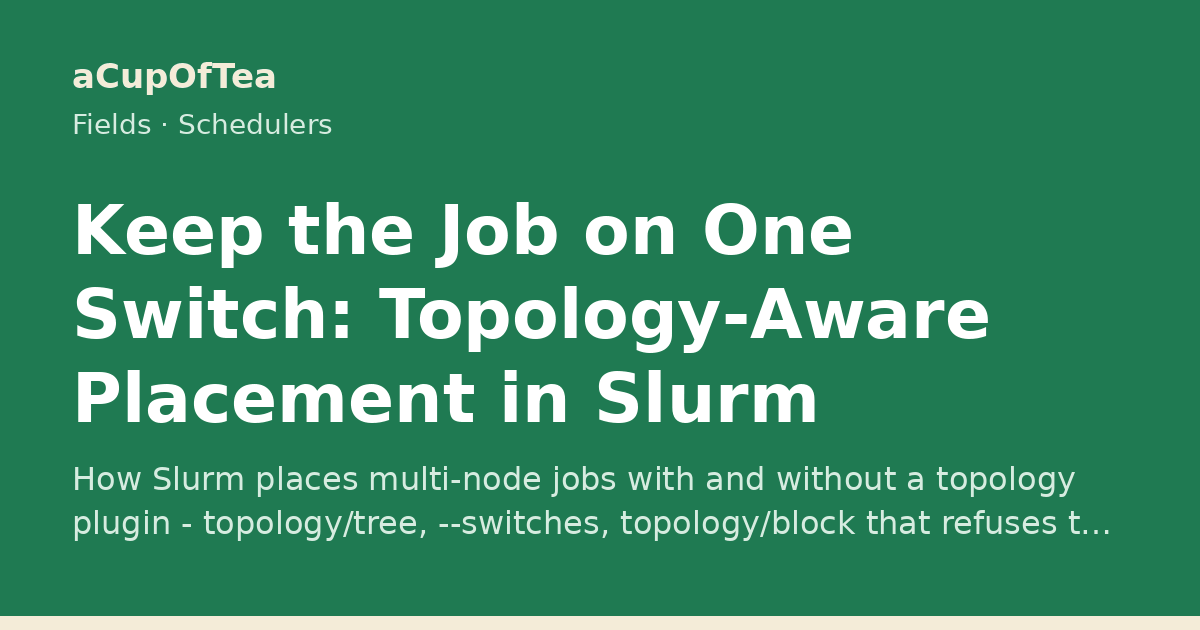 aCupOfTea
Fields · Schedulers
Keep the Job on One
Switch: Topology-Aware
Placement in Slurm
How Slurm places multi-node jobs with and without a topology
plugin - topology/tree, --switches, topology/block that refuses t…